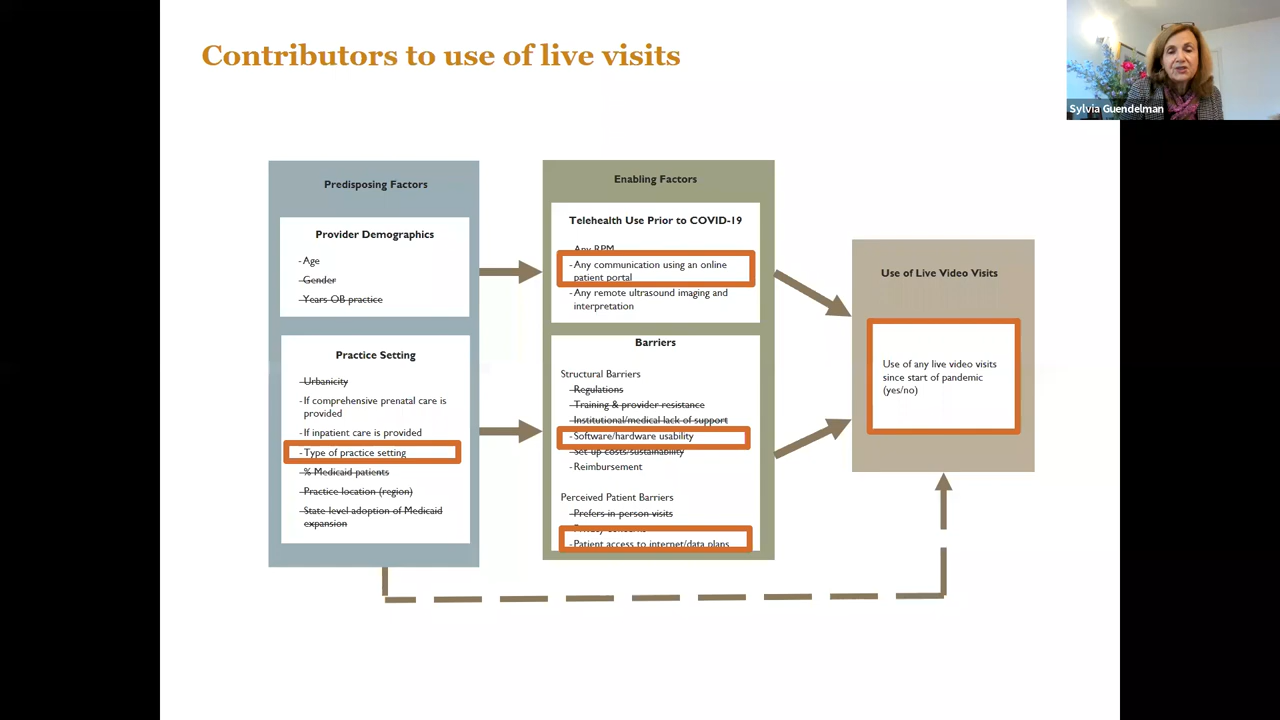 Contributors to use of live visits
Sylvia Guendelman
Predisposing Factors
Provider Demographics
- Age
- Gender
- Years OB practice
Practice Setting
- Urbanicity
- If comprehensive prenatal care is
provided
- If inpatient care is provided
- Type of practice setting
- % Medicaid patients
- Practice location (region)
- State level adoption of Medicaid
expansion
Enabling Factors
Telehealth Use Prior to COVID-19
Any RPM
- Any communication using an online
patient portal
- Any remote ultrasound imaging and
interpretation
Barriers
Structural Barriers
- Regulations
- Training & provider resistance
- Institutional/medical lack of support
- Software/hardware usability
- Set up costs/sustainability
- Reimbursement
Perceived Patient Barriers
- Prefers in-person visits
- Patient access to internet/data plans
Use of Live Video Visits
Use of any live video visits
since start of pandemic
(yes/no)